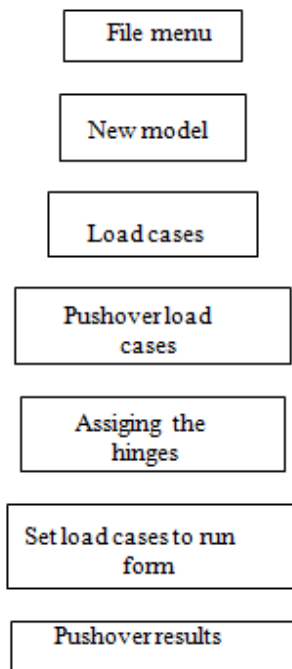 File menu
New model
Load cases
Pushover load
cases
Assiging the
hinges
Set load cases to run
form
Pushover results